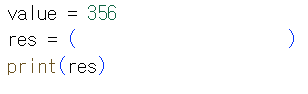 value = 356
res = (                    )
print(res)